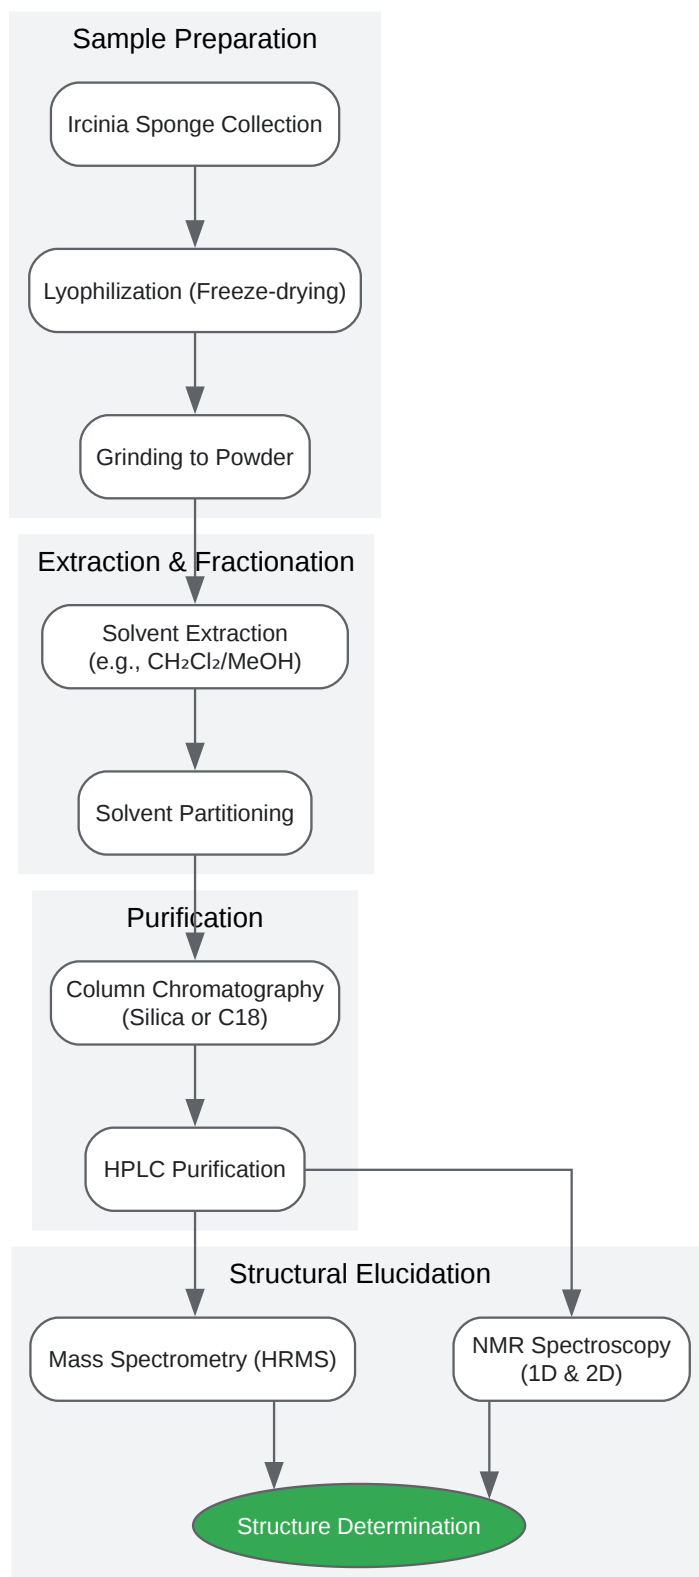 Sample Preparation
Ircinia Sponge Collection
Lyophilization (Freeze-drying)
Grinding to Powder
Extraction & Fractionation
Solvent Extraction
(e.g., CH₂Cl₂/MeOH)
Solvent Partitioning
Purification
Column Chromatography
(Silica or C18)
HPLC Purification
Structural Elucidation
Mass Spectrometry (HRMS)
NMR Spectroscopy
(1D & 2D)
Structure Determination